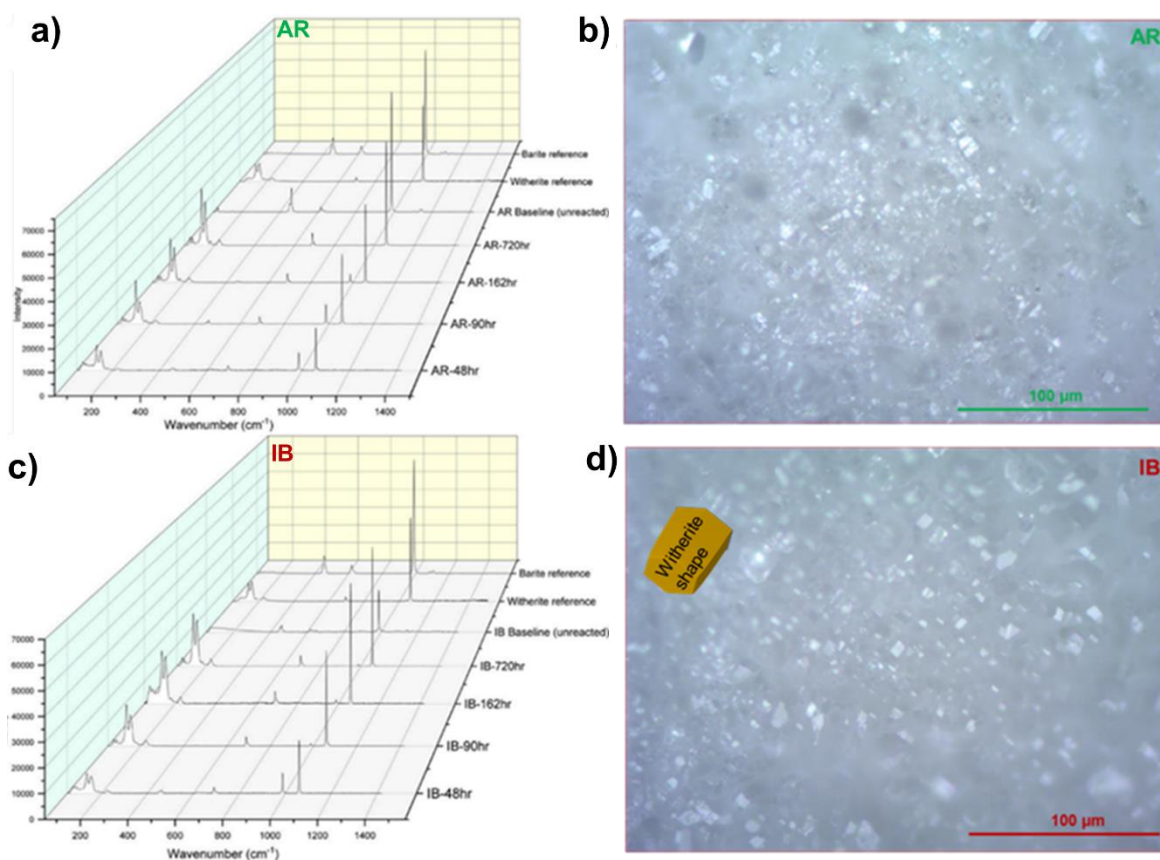 a)
AR
Barite reference
Witherite reference
AR Baseline (unreacted)
AR-720hr
AR-162hr
AR-90hr
AR-48hr
Intensity
70000
60000
50000
40000
30000
20000
10000
0
200 400 600 800 1000 1200 1400
Wavenumber (cm⁻¹)
b)
AR
100 µm
c)
IB
Barite reference
Witherite reference
IB Baseline (unreacted)
IB-720hr
IB-162hr
IB-90hr
IB-48hr
70000
60000
50000
40000
30000
20000
10000
0
200 400 600 800 1000 1200 1400
Wavenumber (cm⁻¹)
d)
IB
Witherite
shape
100 µm